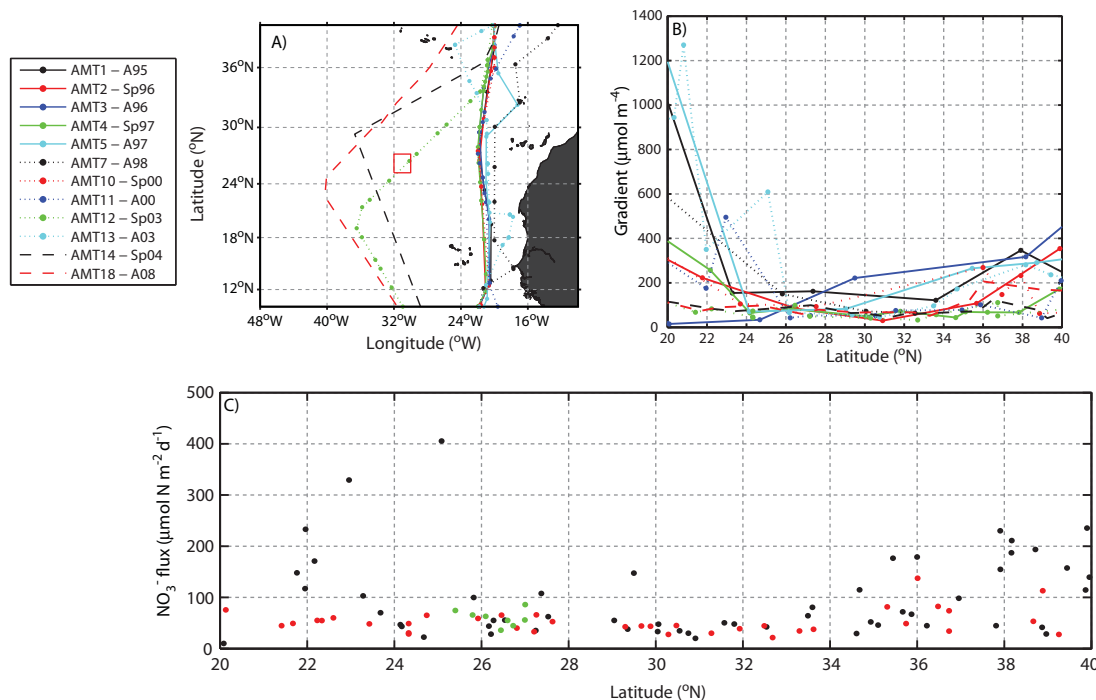 AMT1 – A95
AMT2 – Sp96
AMT3 – A96
AMT4 – Sp97
AMT5 – A97
AMT7 – A98
AMT10 – Sp00
AMT11 – A00
AMT12 – Sp03
AMT13 – A03
AMT14 – Sp04
AMT18 – A08
A)
36°N
30°N
24°N
18°N
12°N
Latitude (°N)
48°W 40°W 32°W 24°W 16°W
Longitude (°W)
B)
1400
1200
1000
800
600
400
200
0
Gradient (μmol m⁻⁴)
20 22 24 26 28 30 32 34 36 38 40
Latitude (°N)
C)
500
400
300
200
100
0
NO₃⁻ flux (μmol N m⁻² d⁻¹)
20 22 24 26 28 30 32 34 36 38 40
Latitude (°N)